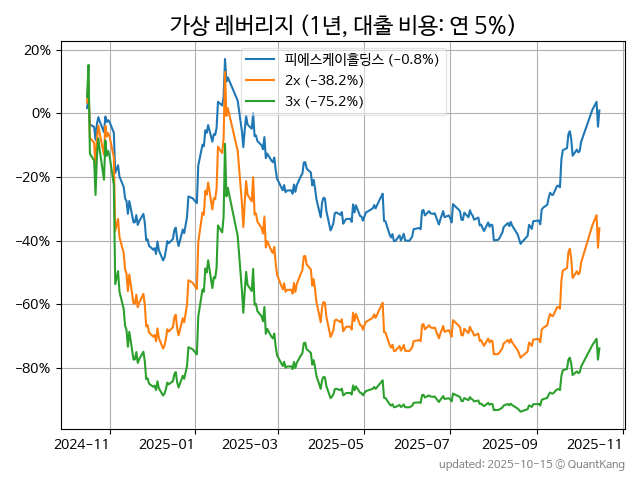 가상 레버리지 (1년, 대출 비용: 연 5%)
피에스케이홀딩스 (−0.8%)
2x (−38.2%)
3x (−75.2%)
20%
0%
−20%
−40%
−60%
−80%
2024-11
2025-01
2025-03
2025-05
2025-07
2025-09
2025-11
updated: 2025-10-15 © QuantKang